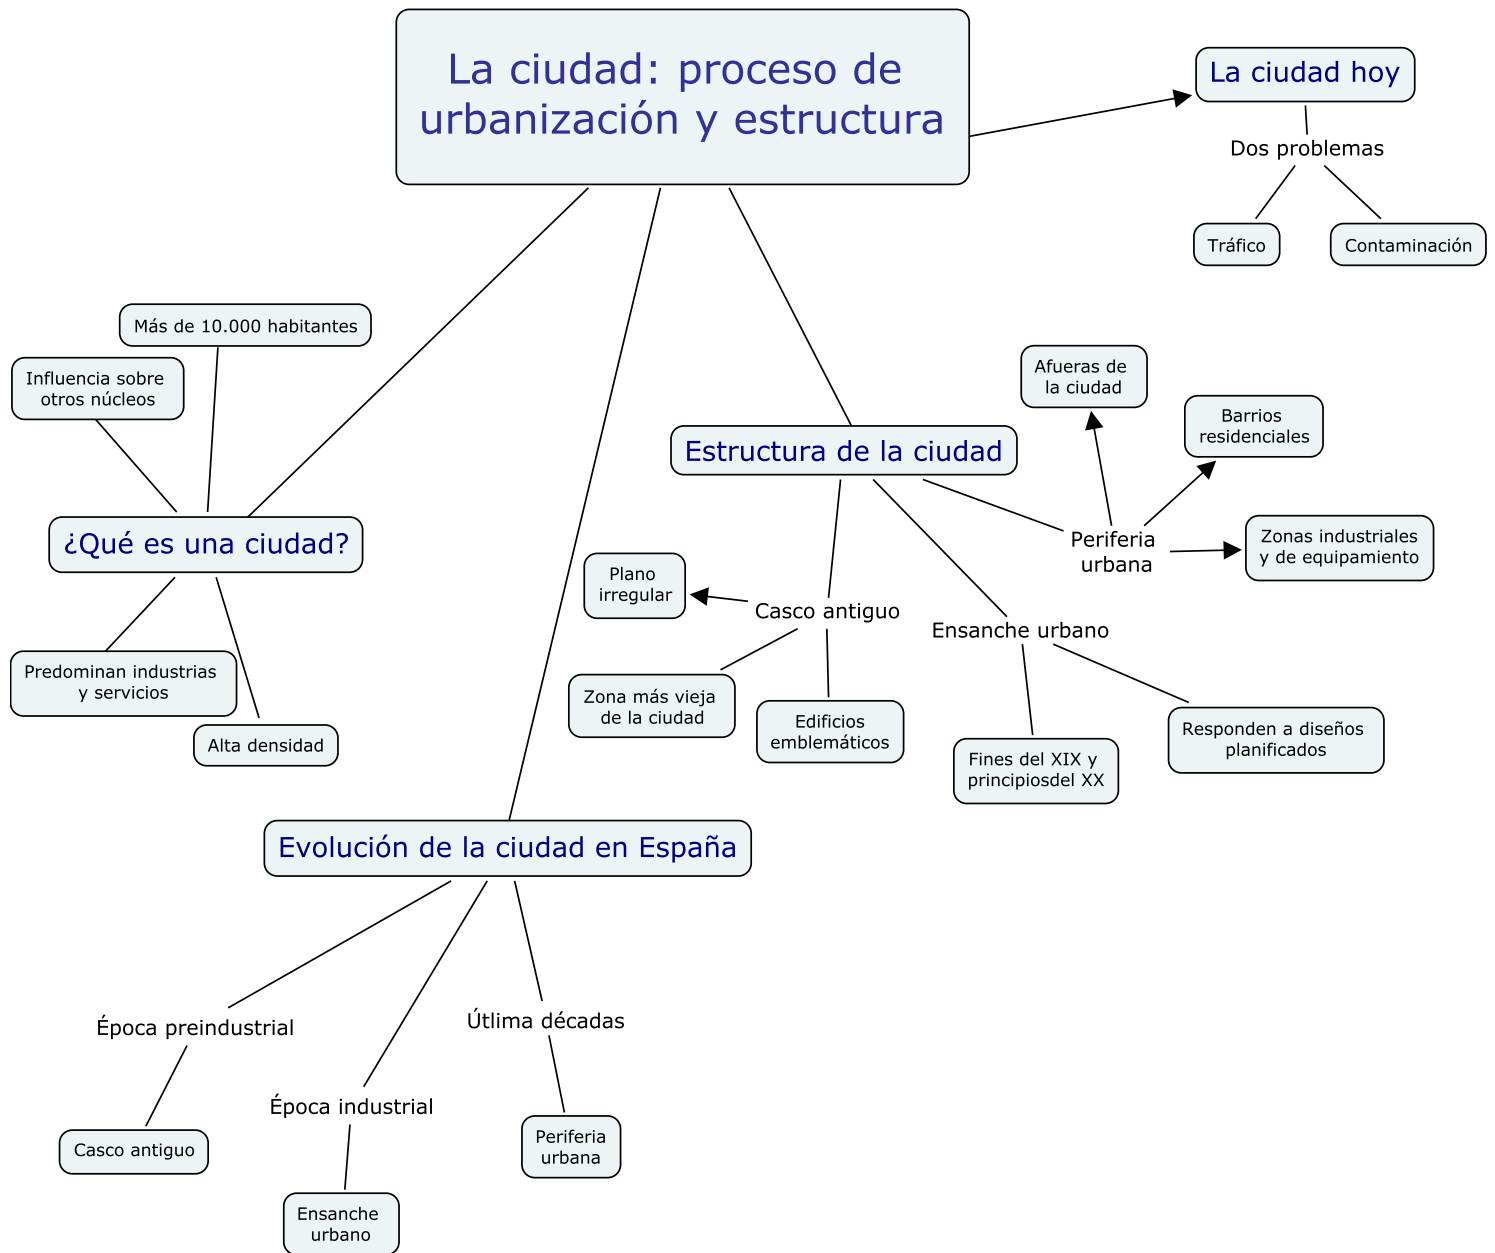 La ciudad: proceso de
urbanización y estructura
La ciudad hoy
Dos problemas
Tráfico
Contaminación
Más de 10.000 habitantes
Influencia sobre
otros núcleos
¿Qué es una ciudad?
Predominan industrias
y servicios
Alta densidad
Estructura de la ciudad
Afueras de
la ciudad
Barrios
residenciales
Periferia
urbana
Zonas industriales
y de equipamiento
Plano
irregular
Casco antiguo
Zona más vieja
de la ciudad
Edificios
emblemáticos
Ensanche urbano
Fines del XIX y
principiosdel XX
Responden a diseños
planificados
Evolución de la ciudad en España
Época preindustrial
Casco antiguo
Época industrial
Ensanche
urbano
Útlima décadas
Periferia
urbana